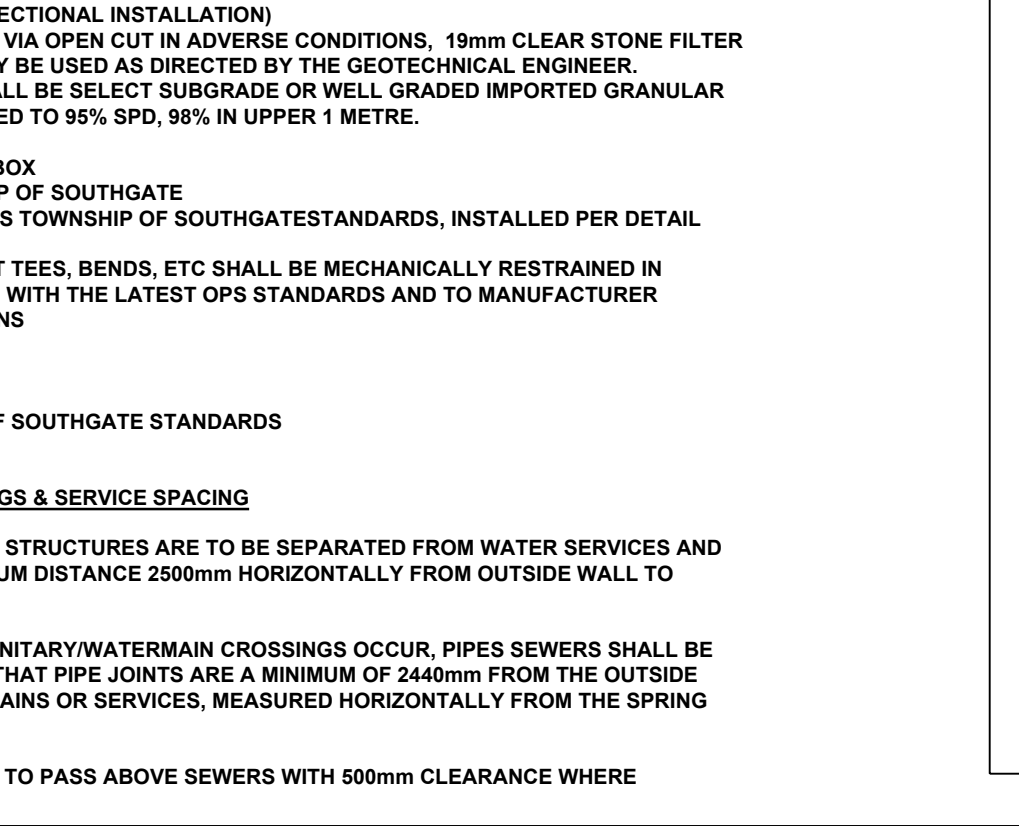 ECTIONAL INSTALLATION)
VIA OPEN CUT IN ADVERSE CONDITIONS, 19mm CLEAR STONE FILTER
Y BE USED AS DIRECTED BY THE GEOTECHNICAL ENGINEER.
ALL BE SELECT SUBGRADE OR WELL GRADED IMPORTED GRANULAR
ED TO 95% SPD, 98% IN UPPER 1 METRE.
BOX
P OF SOUTHGATE
S TOWNSHIP OF SOUTHGATESTANDARDS, INSTALLED PER DETAIL
T TEES, BENDS, ETC SHALL BE MECHANICALLY RESTRAINED IN
WITH THE LATEST OPS STANDARDS AND TO MANUFACTURER
NS
F SOUTHGATE STANDARDS
GS & SERVICE SPACING
STRUCTURES ARE TO BE SEPARATED FROM WATER SERVICES AND
UM DISTANCE 2500mm HORIZONTALLY FROM OUTSIDE WALL TO
NITARY/WATERMAIN CROSSINGS OCCUR, PIPES SEWERS SHALL BE
THAT PIPE JOINTS ARE A MINIMUM OF 2440mm FROM THE OUTSIDE
AINS OR SERVICES, MEASURED HORIZONTALLY FROM THE SPRING
TO PASS ABOVE SEWERS WITH 500mm CLEARANCE WHERE